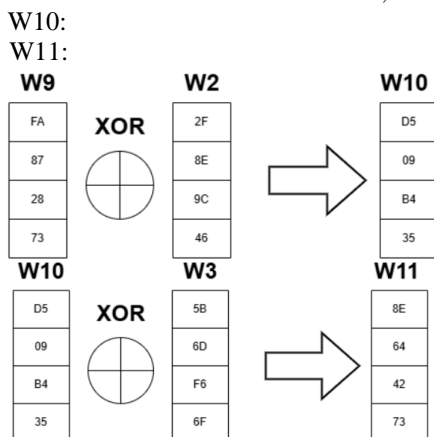 W10:
W11:
W9 W2 W10
FA XOR 2F D5
87 8E 09
28 9C B4
73 46 35
W10 W3 W11
D5 XOR 5B 8E
09 6D 64
B4 F6 42
35 6F 73